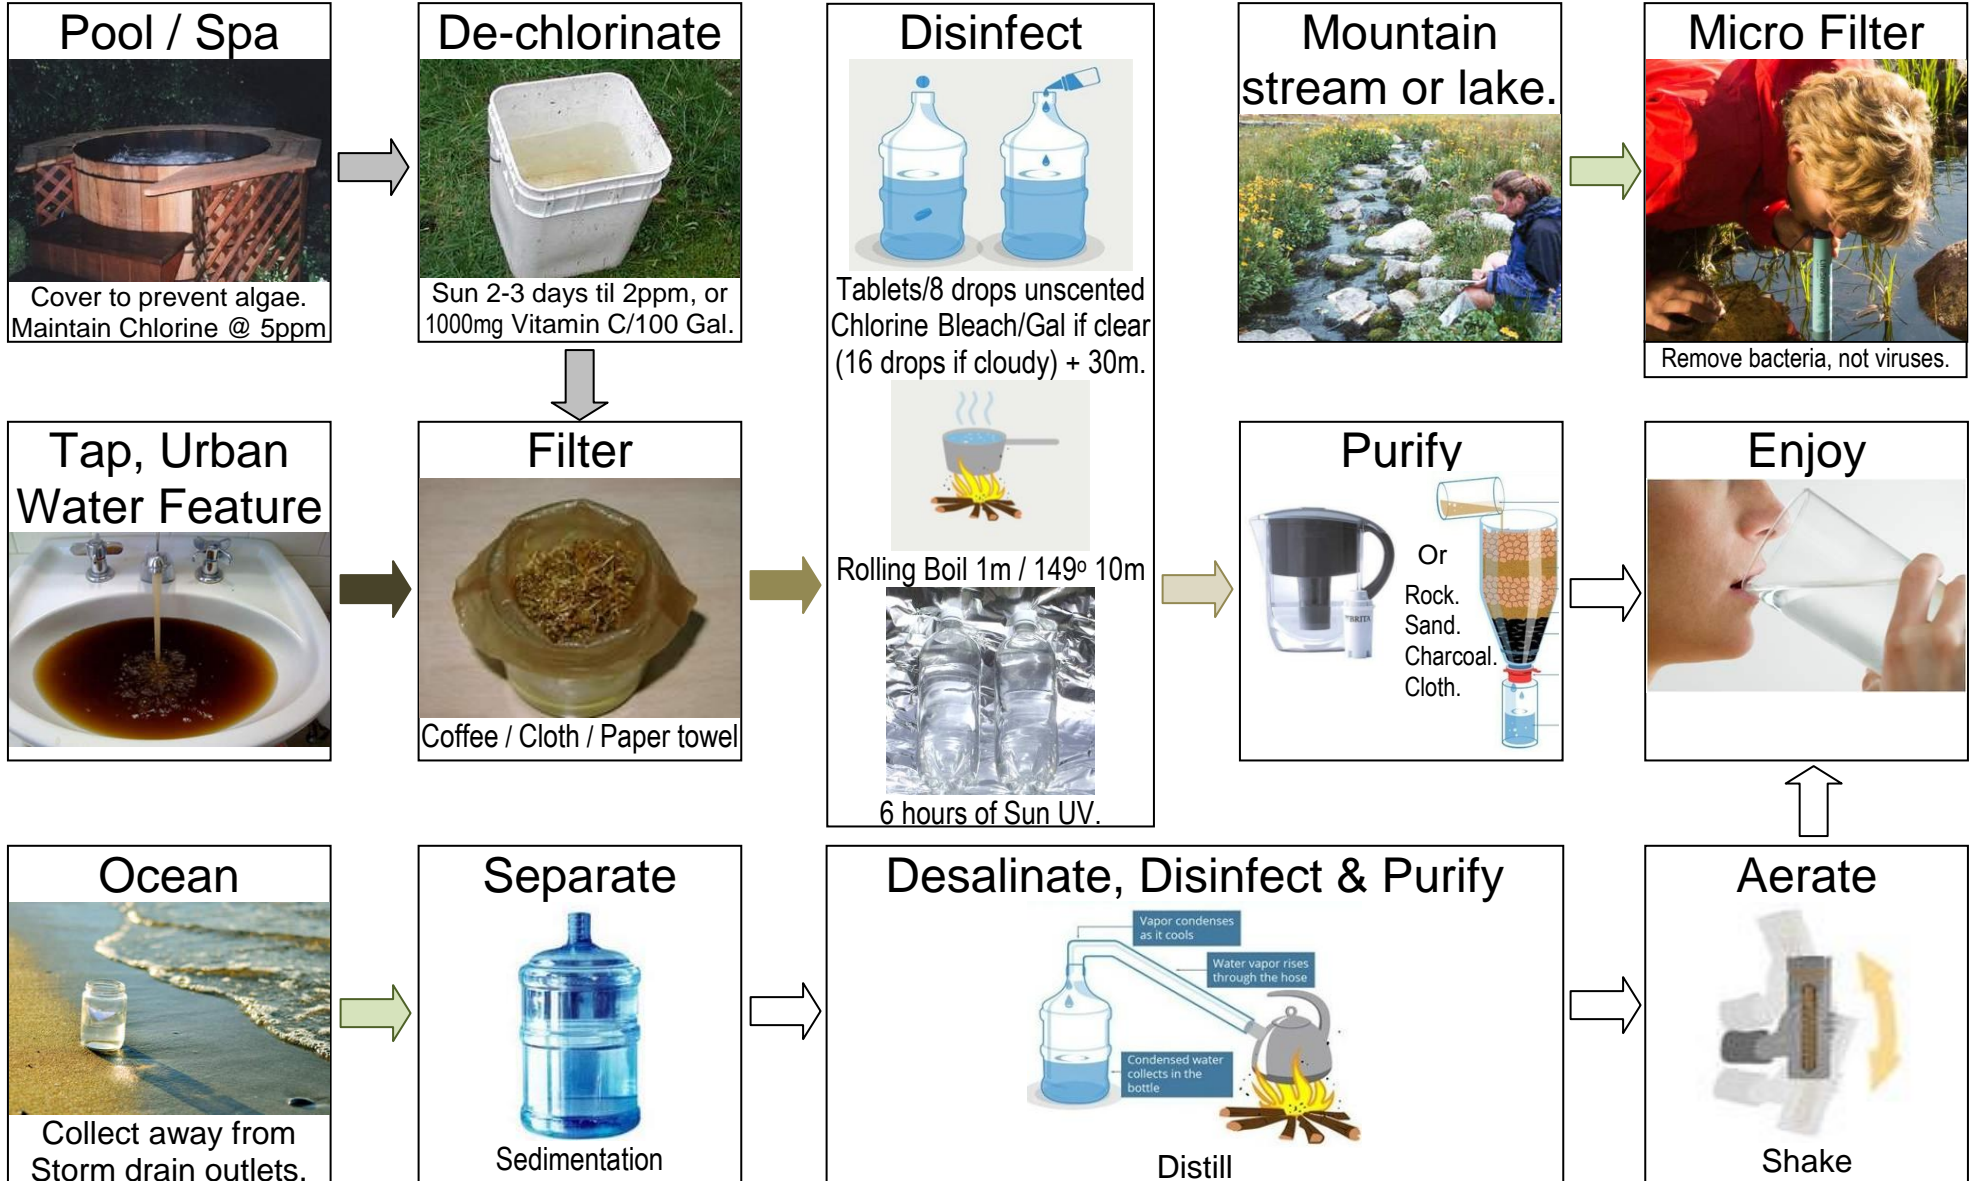 Pool / Spa
Cover to prevent algae.
Maintain Chlorine @ 5ppm
De-chlorinate
Sun 2-3 days til 2ppm, or
1000mg Vitamin C/100 Gal.
Disinfect
Tablets/8 drops unscented
Chlorine Bleach/Gal if clear
(16 drops if cloudy) + 30m.
Rolling Boil 1m / 149º 10m
6 hours of Sun UV.
Mountain
stream or lake.
Micro Filter
Remove bacteria, not viruses.
Tap, Urban
Water Feature
Filter
Coffee / Cloth / Paper towel
Purify
BRITA
Or
Rock.
Sand.
Charcoal.
Cloth.
Enjoy
Ocean
Collect away from
Storm drain outlets.
Separate
Sedimentation
Desalinate, Disinfect & Purify
Vapor condenses
as it cools
Water vapor rises
through the hose
Condensed water
collects in the
bottle
Distill
Aerate
Shake